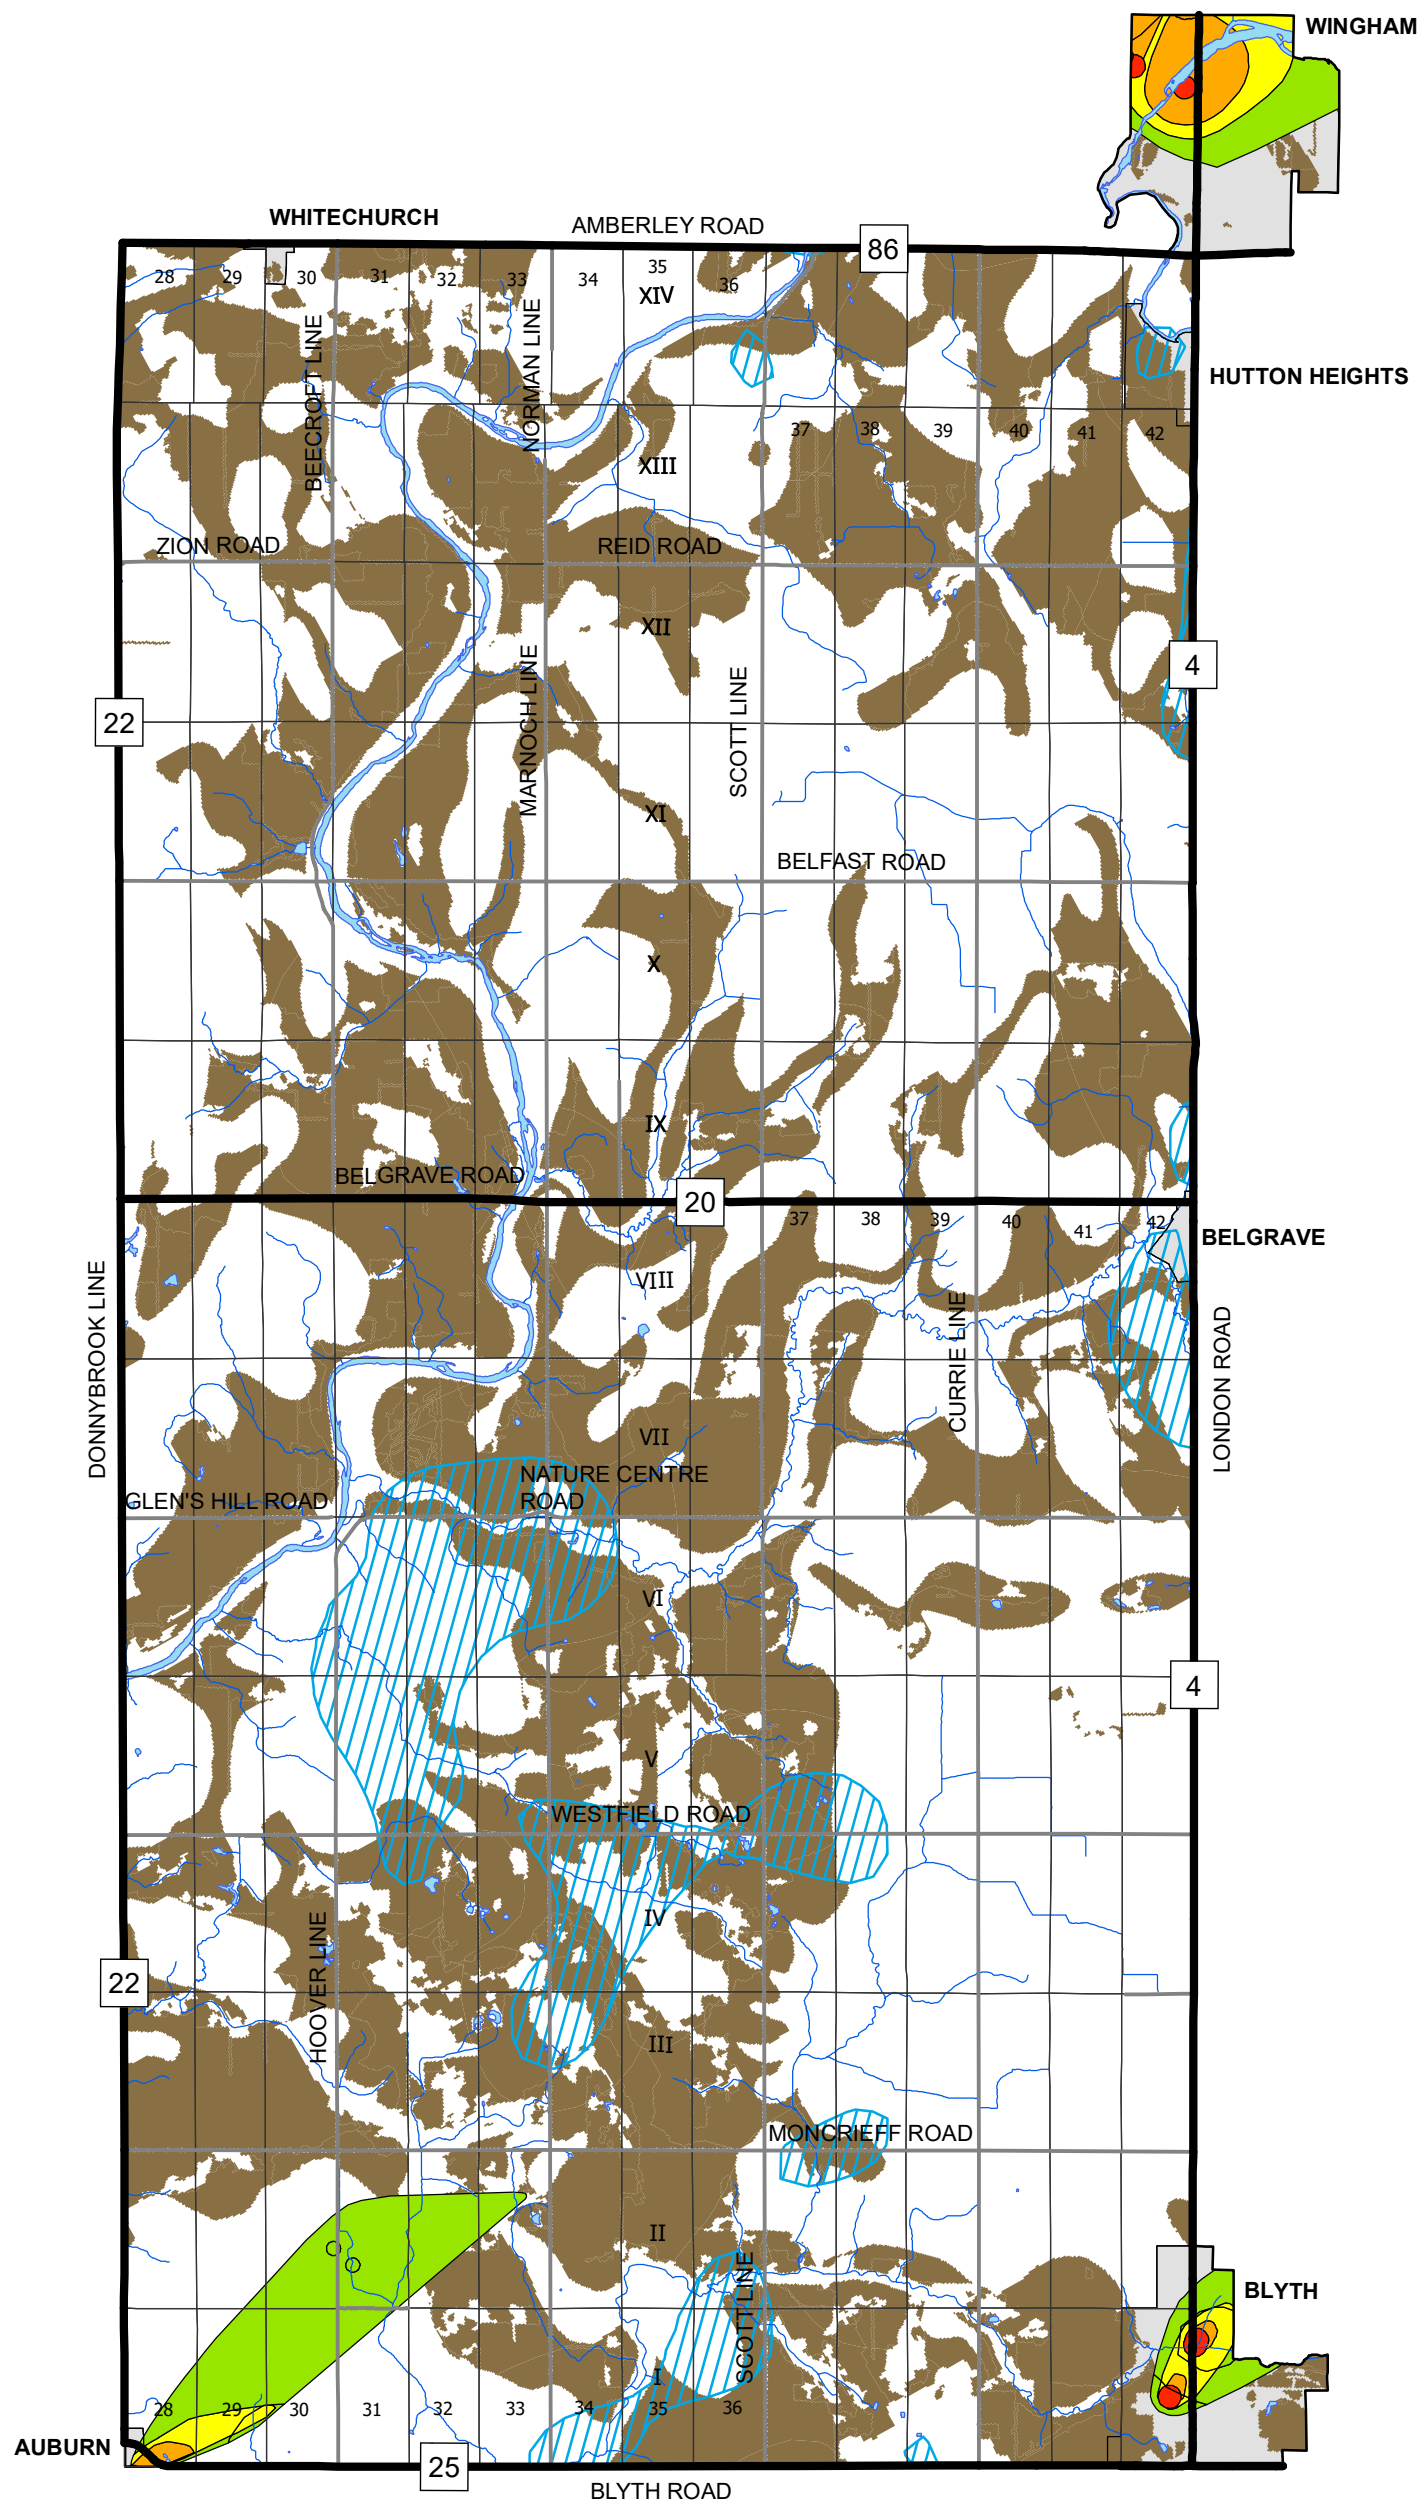 WINGHAM
WHITECHURCH
AMBERLEY ROAD
86
28
29
30
31
32
33
34
35
36
XIV
BEECROFT LINE
NORMAN LINE
HUTTON HEIGHTS
37
38
39
40
41
42
XIII
ZION ROAD
REID ROAD
XII
4
MARNOCH LINE
SCOTT LINE
22
XI
BELFAST ROAD
X
IX
BELGRAVE ROAD
20
37
38
39
40
41
42
BELGRAVE
VIII
DONNYBROOK LINE
CURRIE LINE
LONDON ROAD
VII
NATURE CENTRE
ROAD
GLEN'S HILL ROAD
VI
4
V
WESTFIELD ROAD
IV
HOOVER LINE
22
III
MONCRIEFF ROAD
II
SCOTT LINE
BLYTH
I
28
29
30
31
32
33
34
35
36
AUBURN
25
BLYTH ROAD